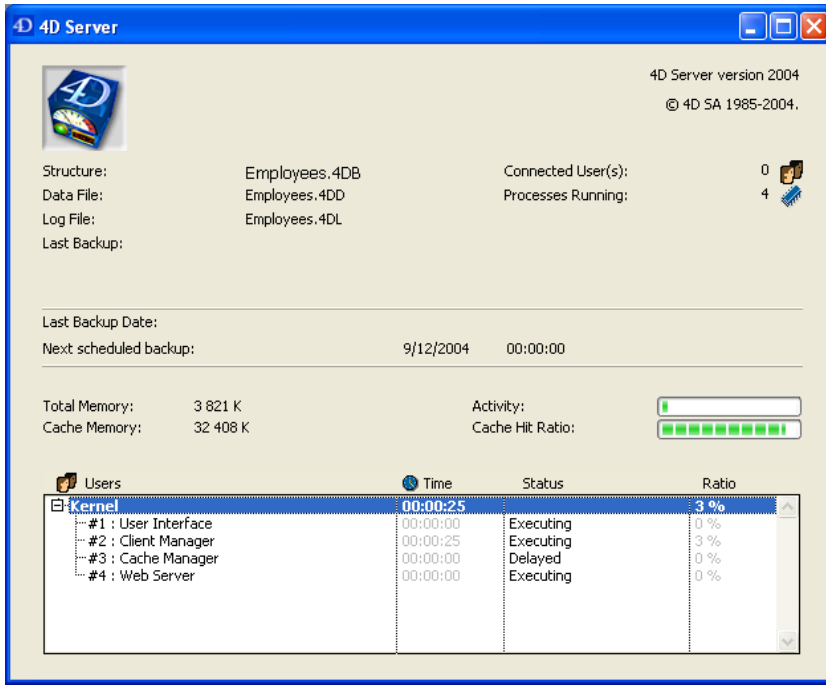 4D 4D Server
4D
4D Server version 2004
© 4D SA 1985-2004.
Structure: Employees.4DB Connected User(s): 0
Data File: Employees.4DD Processes Running: 4
Log File: Employees.4DL
Last Backup:
Last Backup Date:
Next scheduled backup: 9/12/2004 00:00:00
Total Memory: 3 821 K Activity:
Cache Memory: 32 408 K Cache Hit Ratio:
Users Time Status Ratio
Kernel 00:00:25 3 %
#1 : User Interface 00:00:00 Executing 0 %
#2 : Client Manager 00:00:25 Executing 3 %
#3 : Cache Manager 00:00:00 Delayed 0 %
#4 : Web Server 00:00:00 Executing 0 %